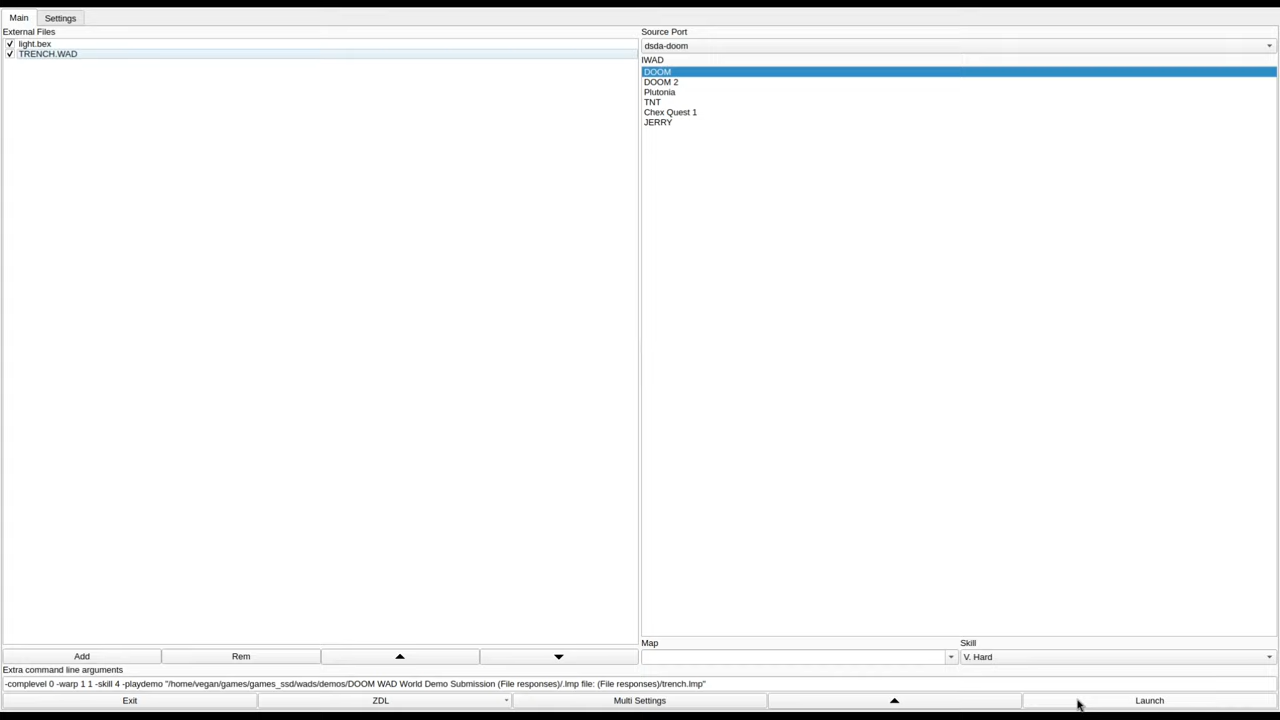 Main Settings
External Files
light.bex
TRENCH.WAD
Source Port
dsda-doom
IWAD
DOOM
DOOM 2
Plutonia
TNT
Chex Quest 1
JERRY
Map
Skill
V. Hard
Add
Rem
Extra command line arguments
-complevel 0 -warp 1 1 -skill 4 -playdemo "/home/vegan/games/games_ssd/wads/demos/DOOM WAD World Demo Submission (File responses)/.lmp file: (File responses)/trench.lmp"
Exit
ZDL
Multi Settings
Launch